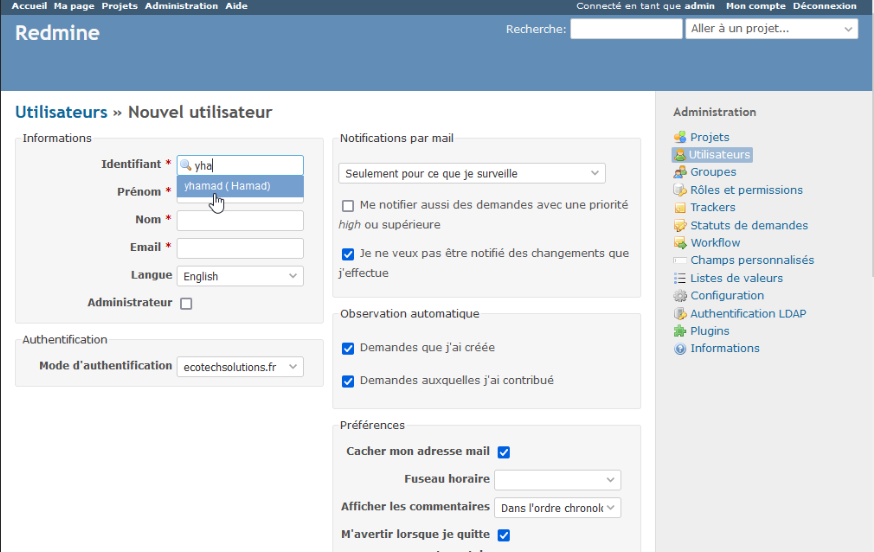 Accueil Ma page Projets Administration Aide
Connecté en tant que admin Mon compte Déconnexion
Redmine
Recherche: Aller à un projet...
Utilisateurs » Nouvel utilisateur
Informations
Identifiant * yha
yhamad ( Hamad)
Prénom *
Nom *
Email *
Langue English
Administrateur
Authentification
Mode d'authentification ecotechsolutions.fr
Notifications par mail
Seulement pour ce que je surveille
Me notifier aussi des demandes avec une priorité
high ou supérieure
Je ne veux pas être notifié des changements que
j'effectue
Observation automatique
Demandes que j'ai créée
Demandes auxquelles j'ai contribué
Préférences
Cacher mon adresse mail
Fuseau horaire
Afficher les commentaires Dans l'ordre chronolo
M'avertir lorsque je quitte
Administration
Projets
Utilisateurs
Groupes
Rôles et permissions
Trackers
Statuts de demandes
Workflow
Champs personnalisés
Listes de valeurs
Configuration
Authentification LDAP
Plugins
Informations